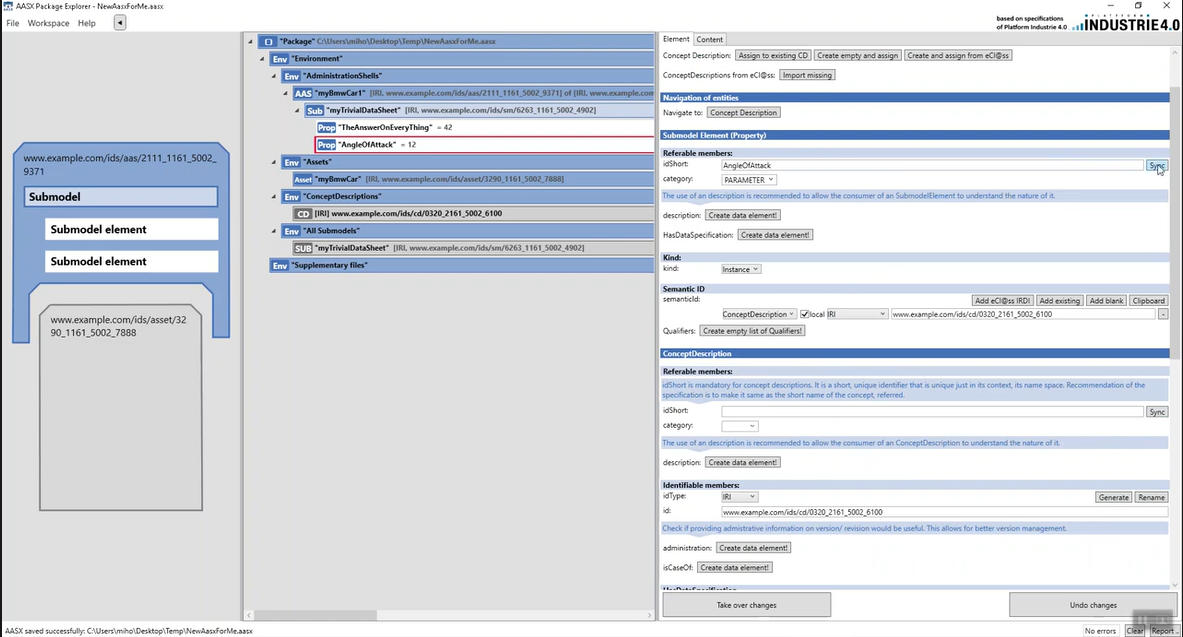 AASX Package Explorer - NewAasxForMe.aasx
File Workspace Help ◄
based on specifications
of Platform Industrie 4.0
PLATTFORM
INDUSTRIE4.0
www.example.com/ids/aas/2111_1161_5002_
9371
Submodel
Submodel element
Submodel element
www.example.com/ids/asset/32
90_1161_5002_7888
"Package" C:\Users\miho\Desktop\Temp\NewAasxForMe.aasx
Env "Environment"
Env "AdministrationShells"
AAS "myBmwCar1" [IRI, www.example.com/ids/aas/2111_1161_5002_9371] of [IRI, www.example.com
Sub "myTrivialDataSheet" [IRI, www.example.com/ids/sm/6263_1161_5002_4902]
Prop "TheAnswerOnEveryThing" = 42
Prop "AngleOfAttack" = 12
Env "Assets"
Asset "myBmwCar" [IRI, www.example.com/ids/asset/3290_1161_5002_7888]
Env "ConceptDescriptions"
CD [IRI] www.example.com/ids/cd/0320_2161_5002_6100
Env "All Submodels"
SUB "myTrivialDataSheet" [IRI, www.example.com/ids/sm/6263_1161_5002_4902]
Env "Supplementary files"
Element Content
Concept Description: Assign to existing CD Create empty and assign Create and assign from eCl@ss
ConceptDescriptions from eCl@ss: Import missing
Navigation of entities
Navigate to: Concept Description
Submodel Element (Property)
Referable members:
idShort: AngleOfAttack Sync
category: PARAMETER
The use of an description is recommended to allow the consumer of an SubmodelElement to understand the nature of it.
description: Create data element!
HasDataSpecification: Create data element!
Kind:
kind: Instance
Semantic ID
semanticId: Add eCl@ss IRDI Add existing Add blank Clipboard
ConceptDescription local IRI www.example.com/ids/cd/0320_2161_5002_6100 -
Qualifiers: Create empty list of Qualifiers!
ConceptDescription
Referable members:
idShort is mandatory for concept descriptions. It is a short, unique identifier that is unique just in its context, its name space. Recommendation of the
specification is to make it same as the short name of the concept, referred.
idShort: Sync
category:
The use of an description is recommended to allow the consumer of an ConceptDescription to understand the nature of it.
description: Create data element!
Identifiable members:
idType: IRI Generate Rename
id: www.example.com/ids/cd/0320_2161_5002_6100
Check if providing admistrative information on version/ revision would be useful. This allows for better version management.
administration: Create data element!
isCaseOf: Create data element!
HasDataSpecification
Take over changes Undo changes
AASX saved successfully: C:\Users\miho\Desktop\Temp\NewAasxForMe.aasx No errors Clear Report ..